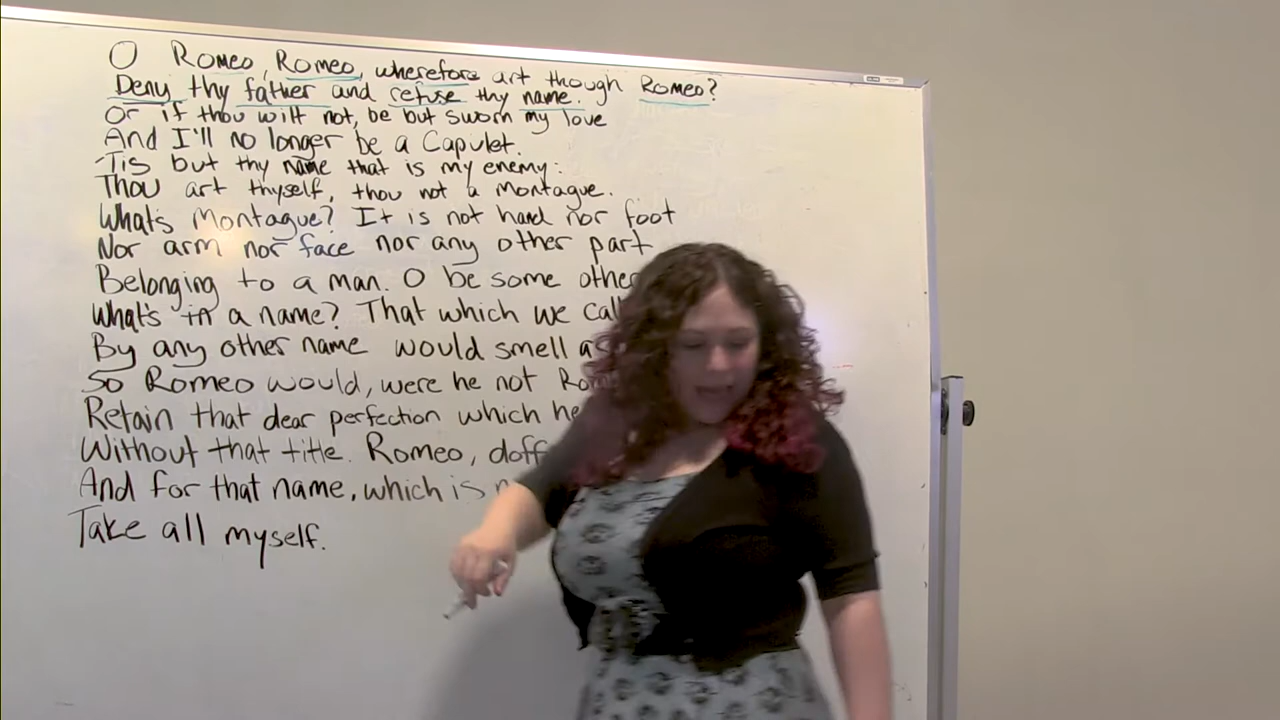 O Romeo, Romeo, wherefore art though Romeo?
Deny thy father and refuse thy name.
Or if thou wilt not, be but sworn my love
And I'll no longer be a Capulet.
'Tis but thy name that is my enemy:
Thou art thyself, thou not a Montague.
What's Montague? It is not hand nor foot
Nor arm nor face nor any other part
Belonging to a man. O be some other
What's in a name? That which we call
By any other name would smell as
So Romeo would, were he not Rom
Retain that dear perfection which he
Without that title. Romeo, doff
And for that name, which is
Take all myself.